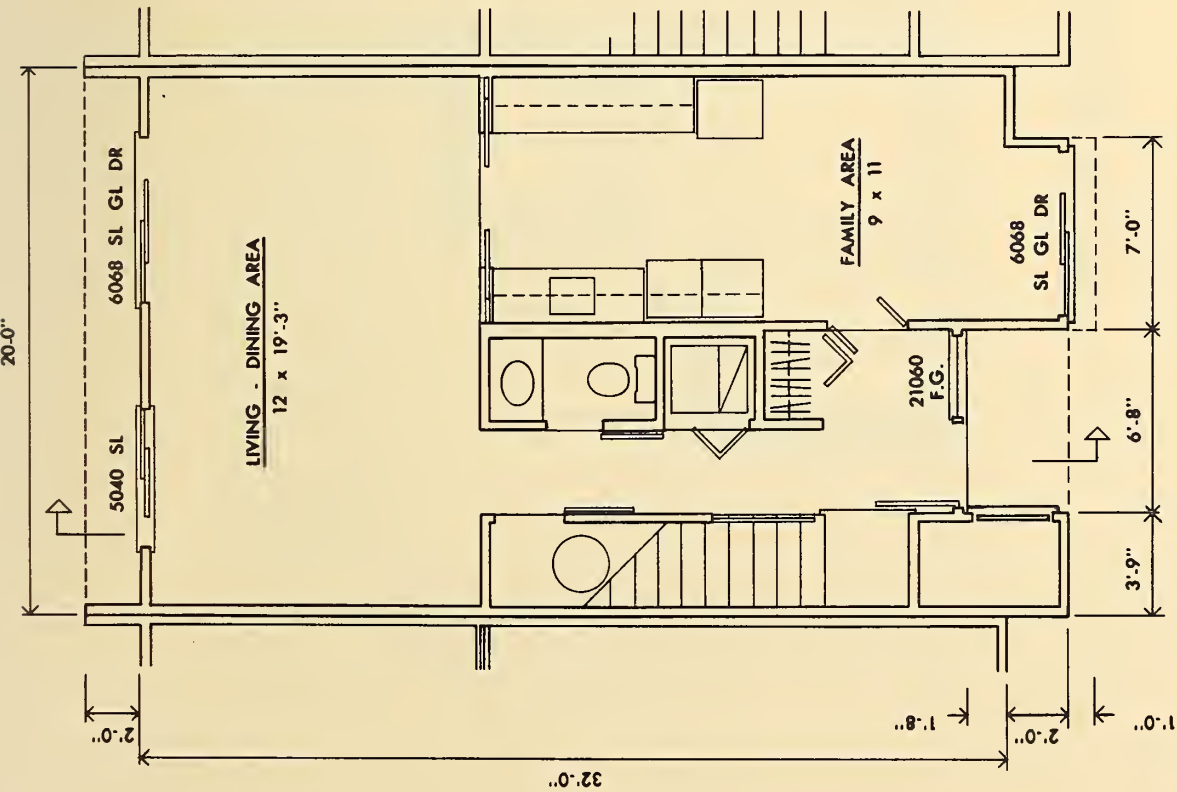 20'-0"
5040 SL
6068 SL GL DR
LIVING - DINING AREA
12 x 19'-3"
FAMILY AREA
9 x 11
21060
F.G.
6068
SL GL DR
3'-9"
6'-8"
7'-0"
2'-0"
32'-0"
1'-8"
2'-0"
1'-0"